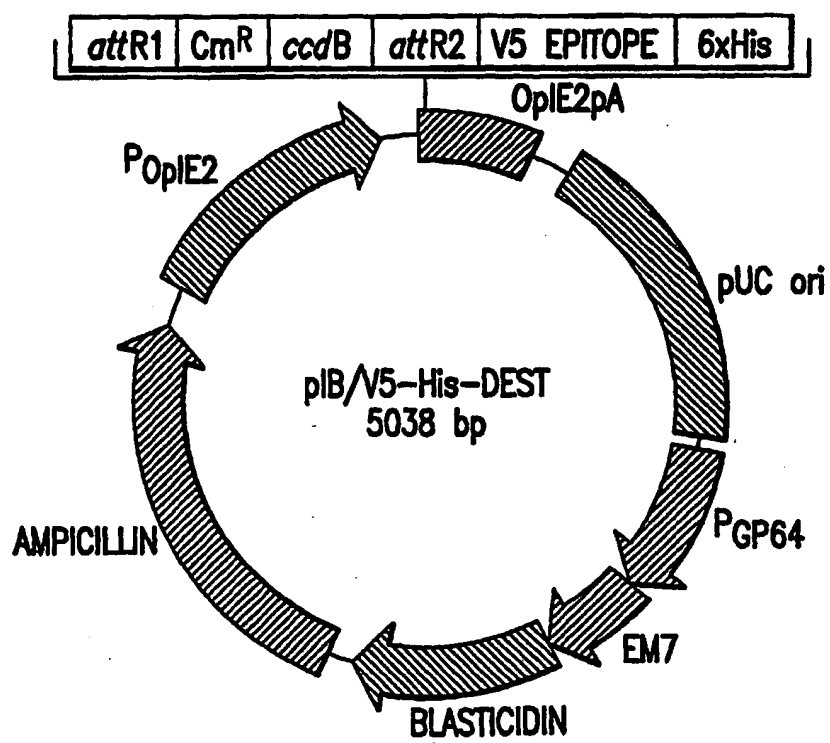 attR1 CmR ccdB attR2 V5 EPITOPE 6xHis
OpIE2pA
POpIE2
pUC ori
pIB/V5-His-DEST
5038 bp
PGP64
AMPICILLIN
EM7
BLASTICIDIN